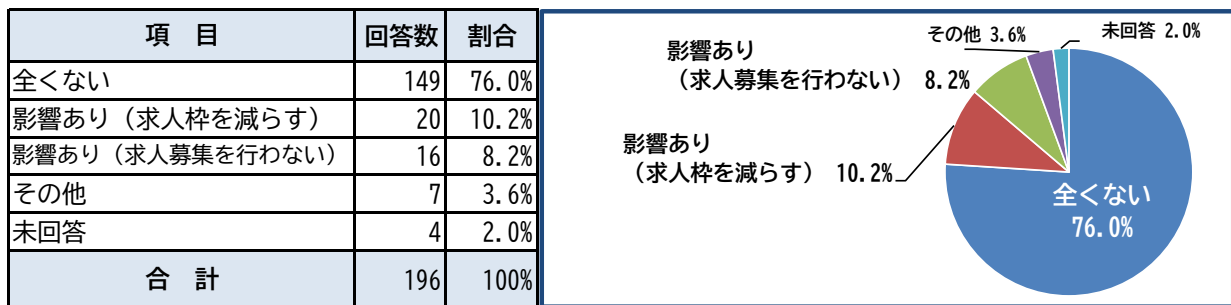 項　目 回答数 割合
全くない 149 76.0%
影響あり（求人枠を減らす） 20 10.2%
影響あり（求人募集を行わない） 16 8.2%
その他 7 3.6%
未回答 4 2.0%
合　計 196 100%
その他 3.6%
未回答 2.0%
影響あり
（求人募集を行わない） 8.2%
影響あり
（求人枠を減らす） 10.2%
全くない
76.0%